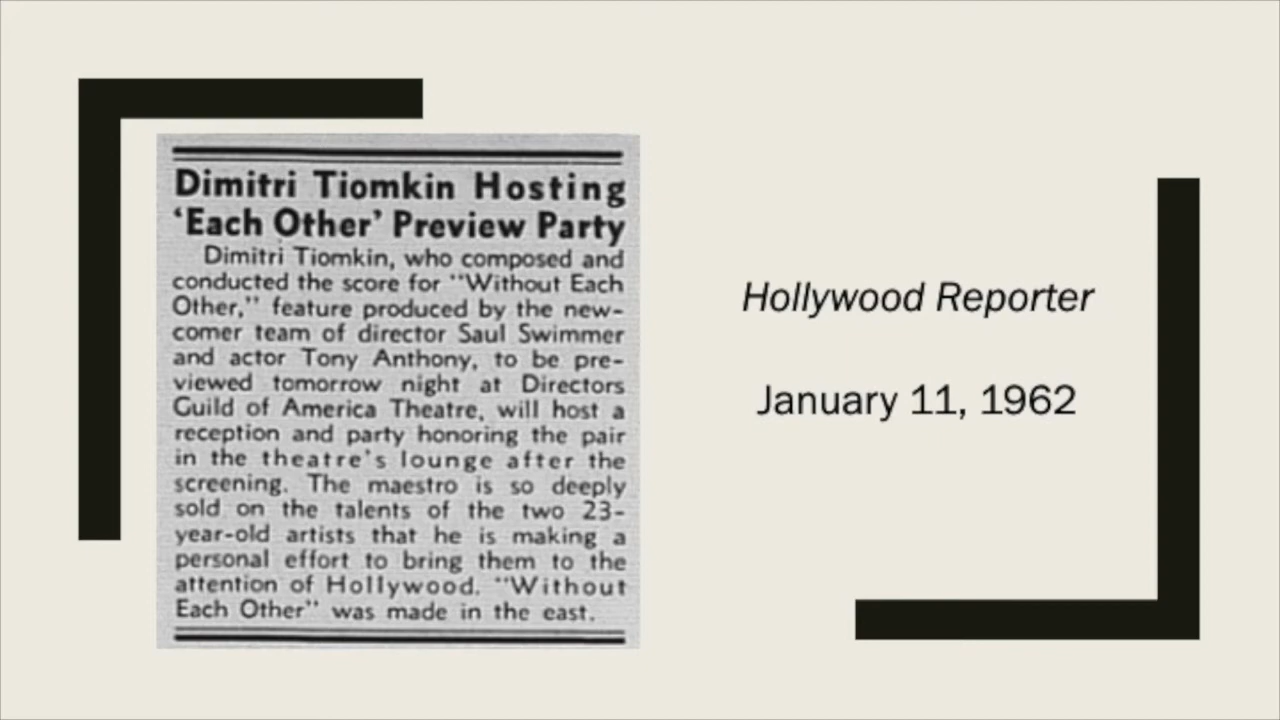 Dimitri Tiomkin Hosting
'Each Other' Preview Party
Dimitri Tiomkin, who composed and
conducted the score for "Without Each
Other," feature produced by the new-
comer team of director Saul Swimmer
and actor Tony Anthony, to be pre-
viewed tomorrow night at Directors
Guild of America Theatre, will host a
reception and party honoring the pair
in the theatre's lounge after the
screening. The maestro is so deeply
sold on the talents of the two 23-
year-old artists that he is making a
personal effort to bring them to the
attention of Hollywood. "Without
Each Other" was made in the east.
Hollywood Reporter
January 11, 1962